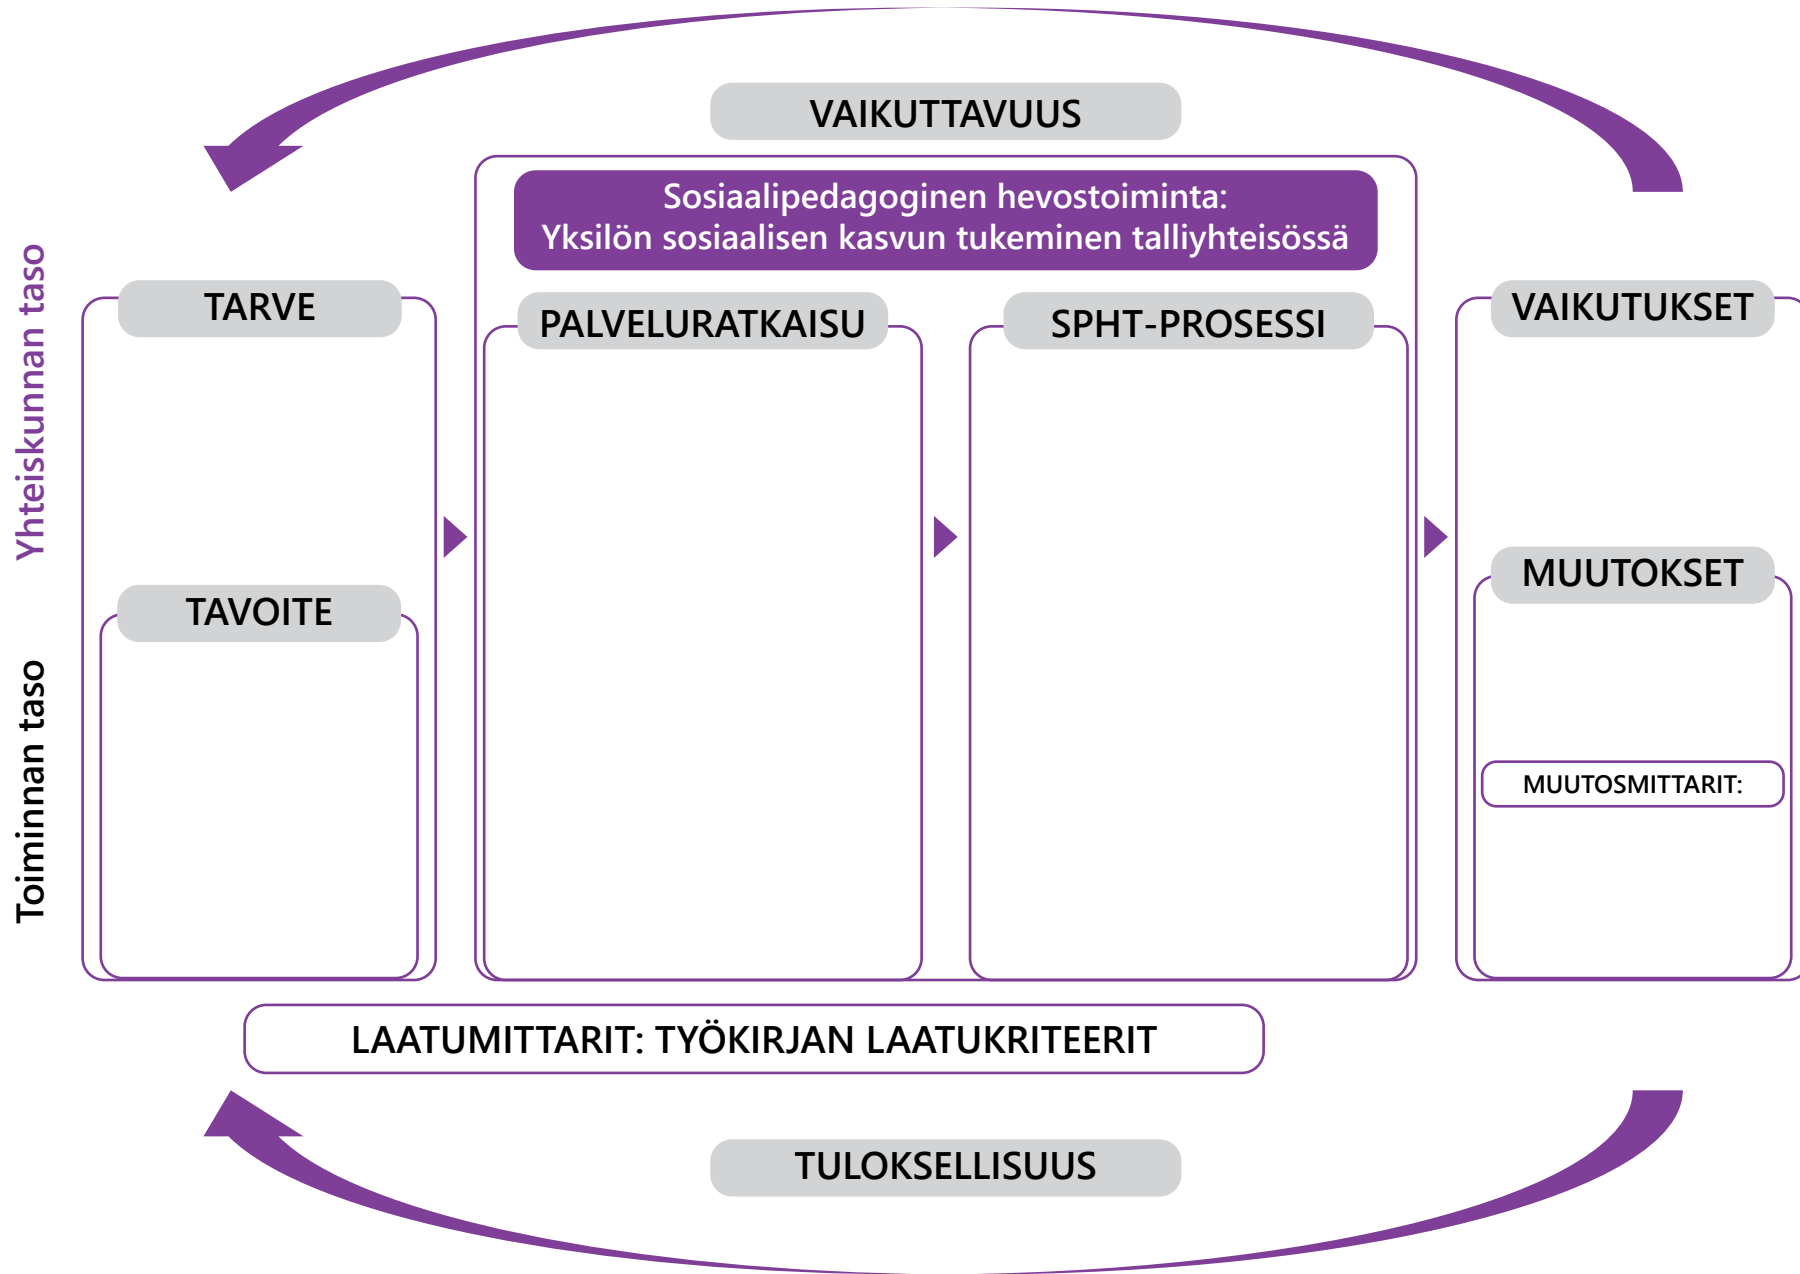 VAIKUTTAVUUS
Sosiaalipedagoginen hevostoiminta:
Yksilön sosiaalisen kasvun tukeminen talliyhteisössä
Yhteiskunnan taso
TARVE
PALVELURATKAISU
SPHT-PROSESSI
VAIKUTUKSET
Toiminnan taso
TAVOITE
MUUTOKSET
MUUTOSMITTARIT:
LAATUMITTARIT: TYÖKIRJAN LAATUKRITEERIT
TULOKSELLISUUS